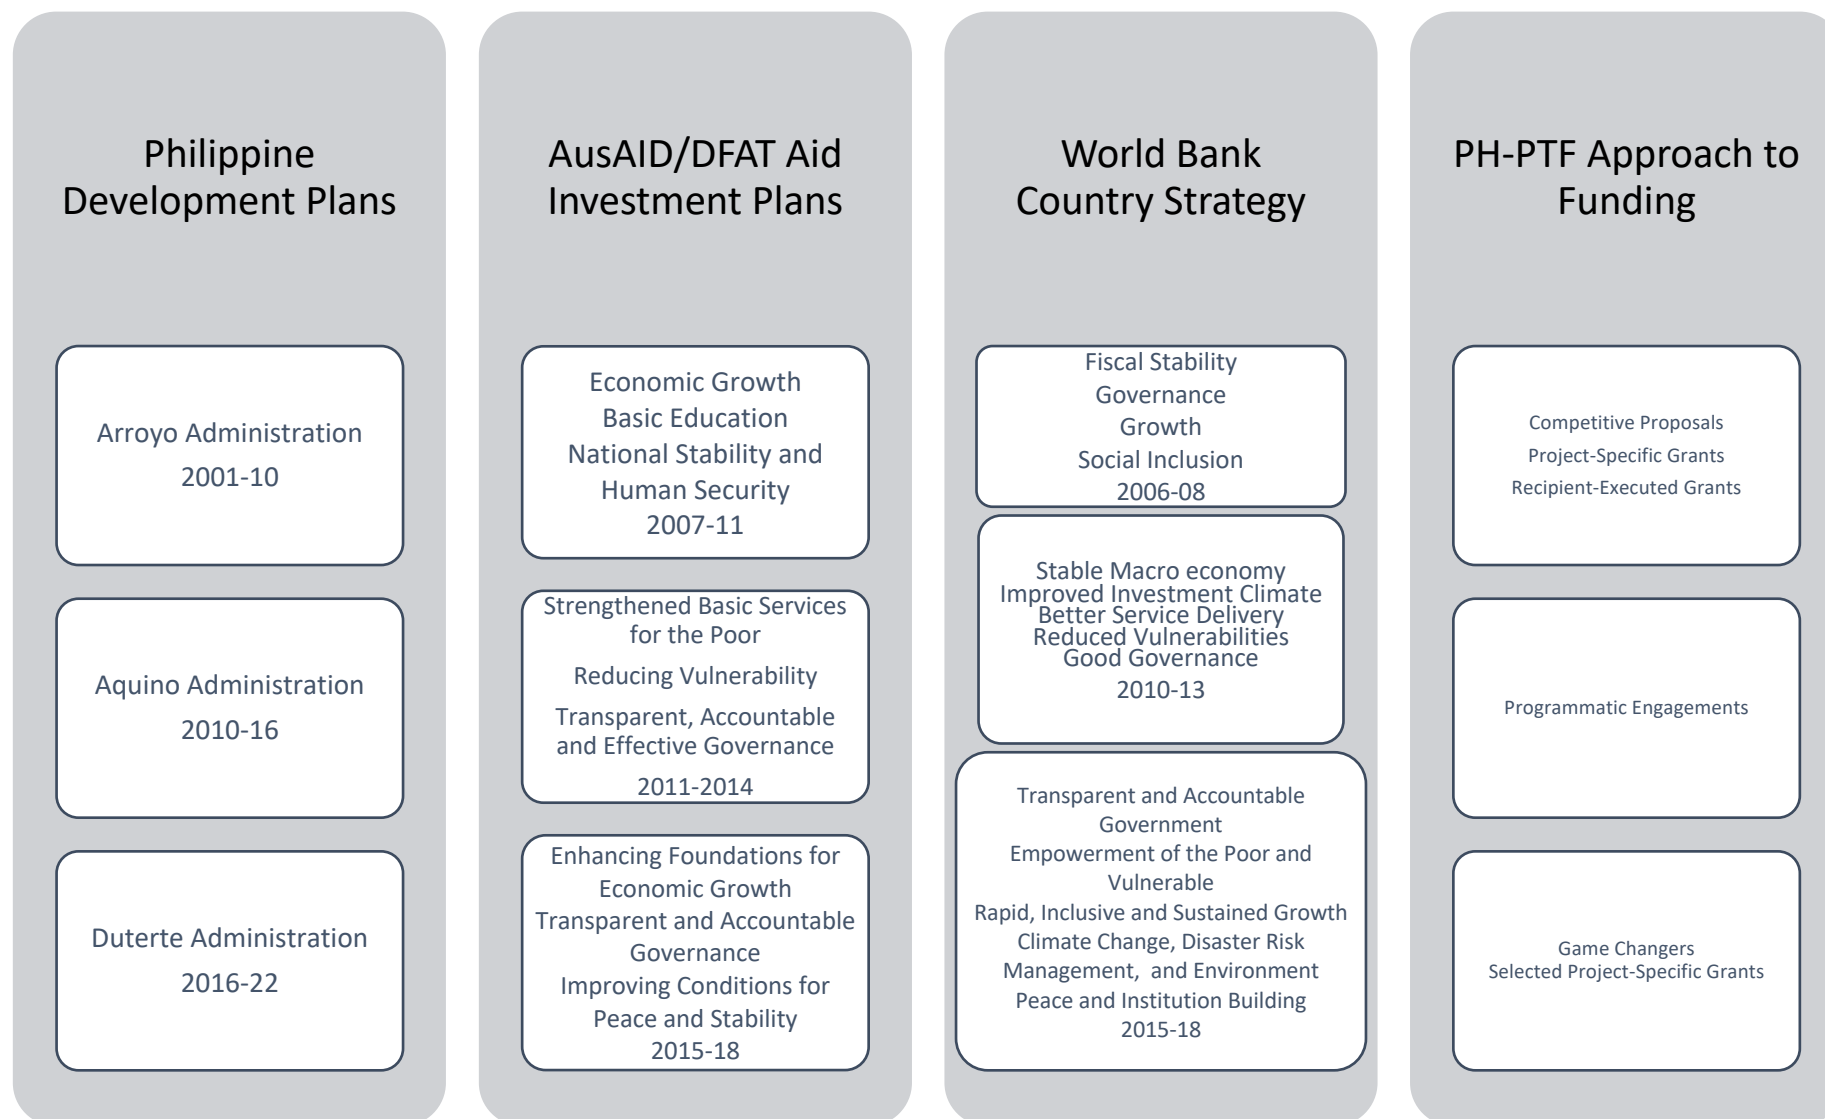 Philippine
Development Plans
Arroyo Administration
2001-10
Aquino Administration
2010-16
Duterte Administration
2016-22
AusAID/DFAT Aid
Investment Plans
Economic Growth
Basic Education
National Stability and
Human Security
2007-11
Strengthened Basic Services
for the Poor
Reducing Vulnerability
Transparent, Accountable
and Effective Governance
2011-2014
Enhancing Foundations for
Economic Growth
Transparent and Accountable
Governance
Improving Conditions for
Peace and Stability
2015-18
World Bank
Country Strategy
Fiscal Stability
Governance
Growth
Social Inclusion
2006-08
Stable Macro economy
Improved Investment Climate
Better Service Delivery
Reduced Vulnerabilities
Good Governance
2010-13
Transparent and Accountable
Government
Empowerment of the Poor and
Vulnerable
Rapid, Inclusive and Sustained Growth
Climate Change, Disaster Risk
Management,  and Environment
Peace and Institution Building
2015-18
PH-PTF Approach to
Funding
Competitive Proposals
Project-Specific Grants
Recipient-Executed Grants
Programmatic Engagements
Game Changers
Selected Project-Specific Grants